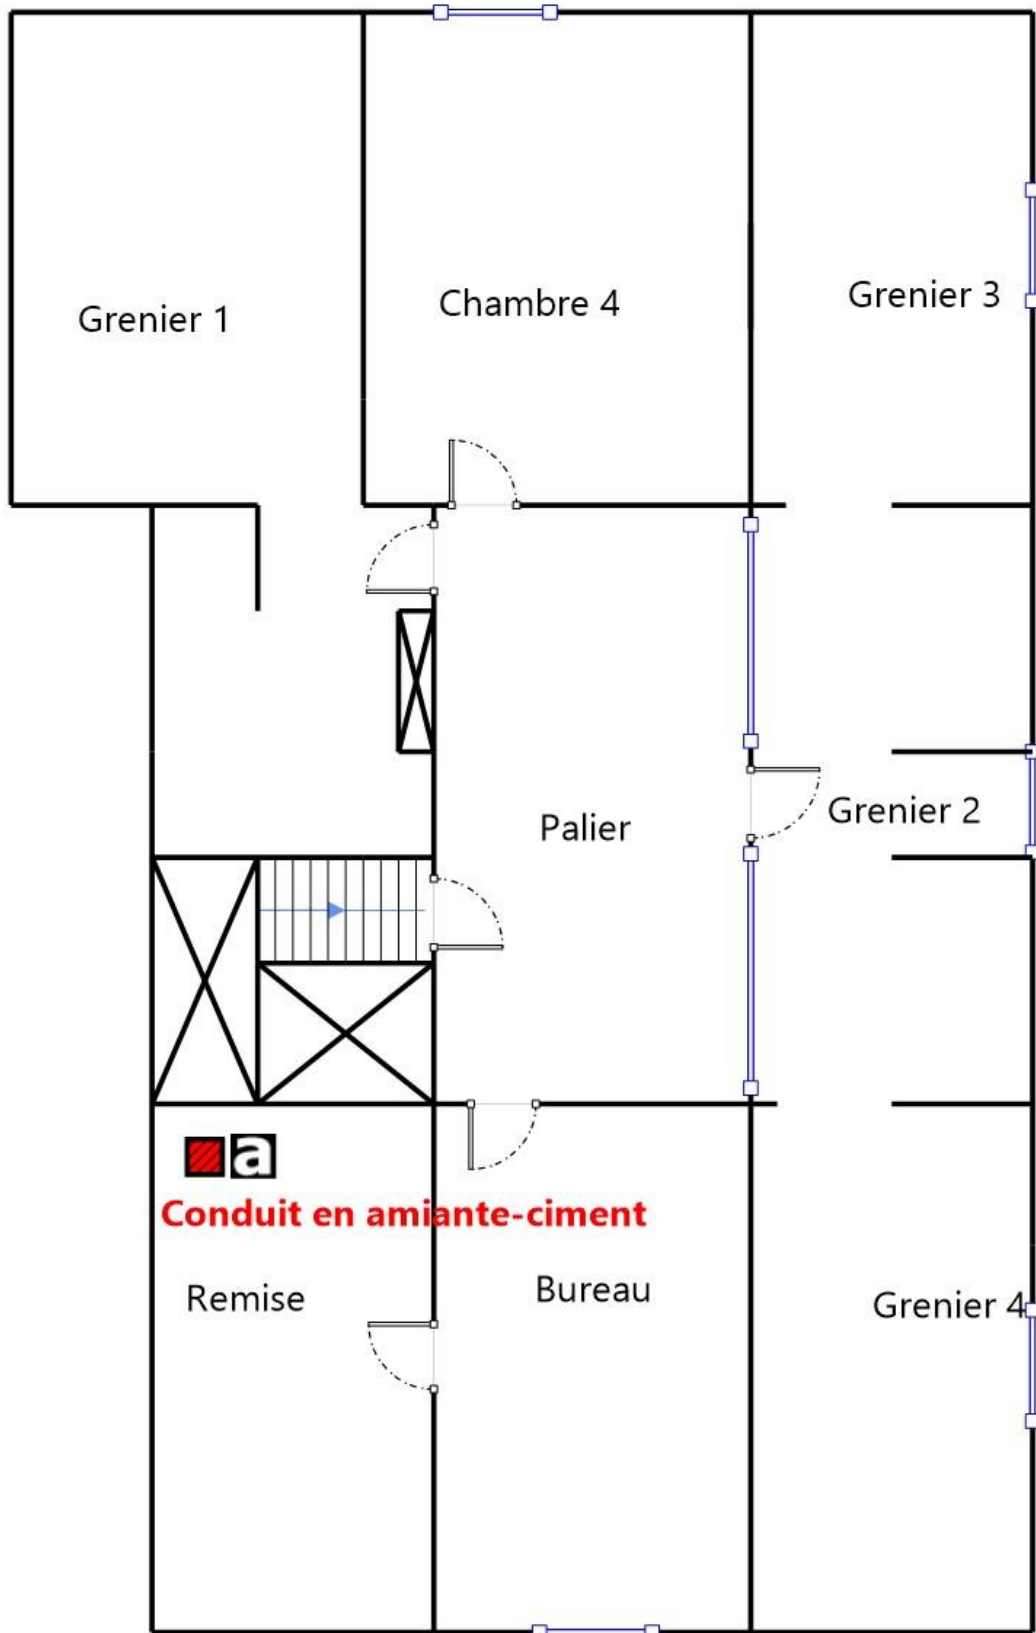 Grenier 1
Chambre 4
Grenier 3
Palier
Grenier 2
a
Conduit en amiante-ciment
Remise
Bureau
Grenier 4